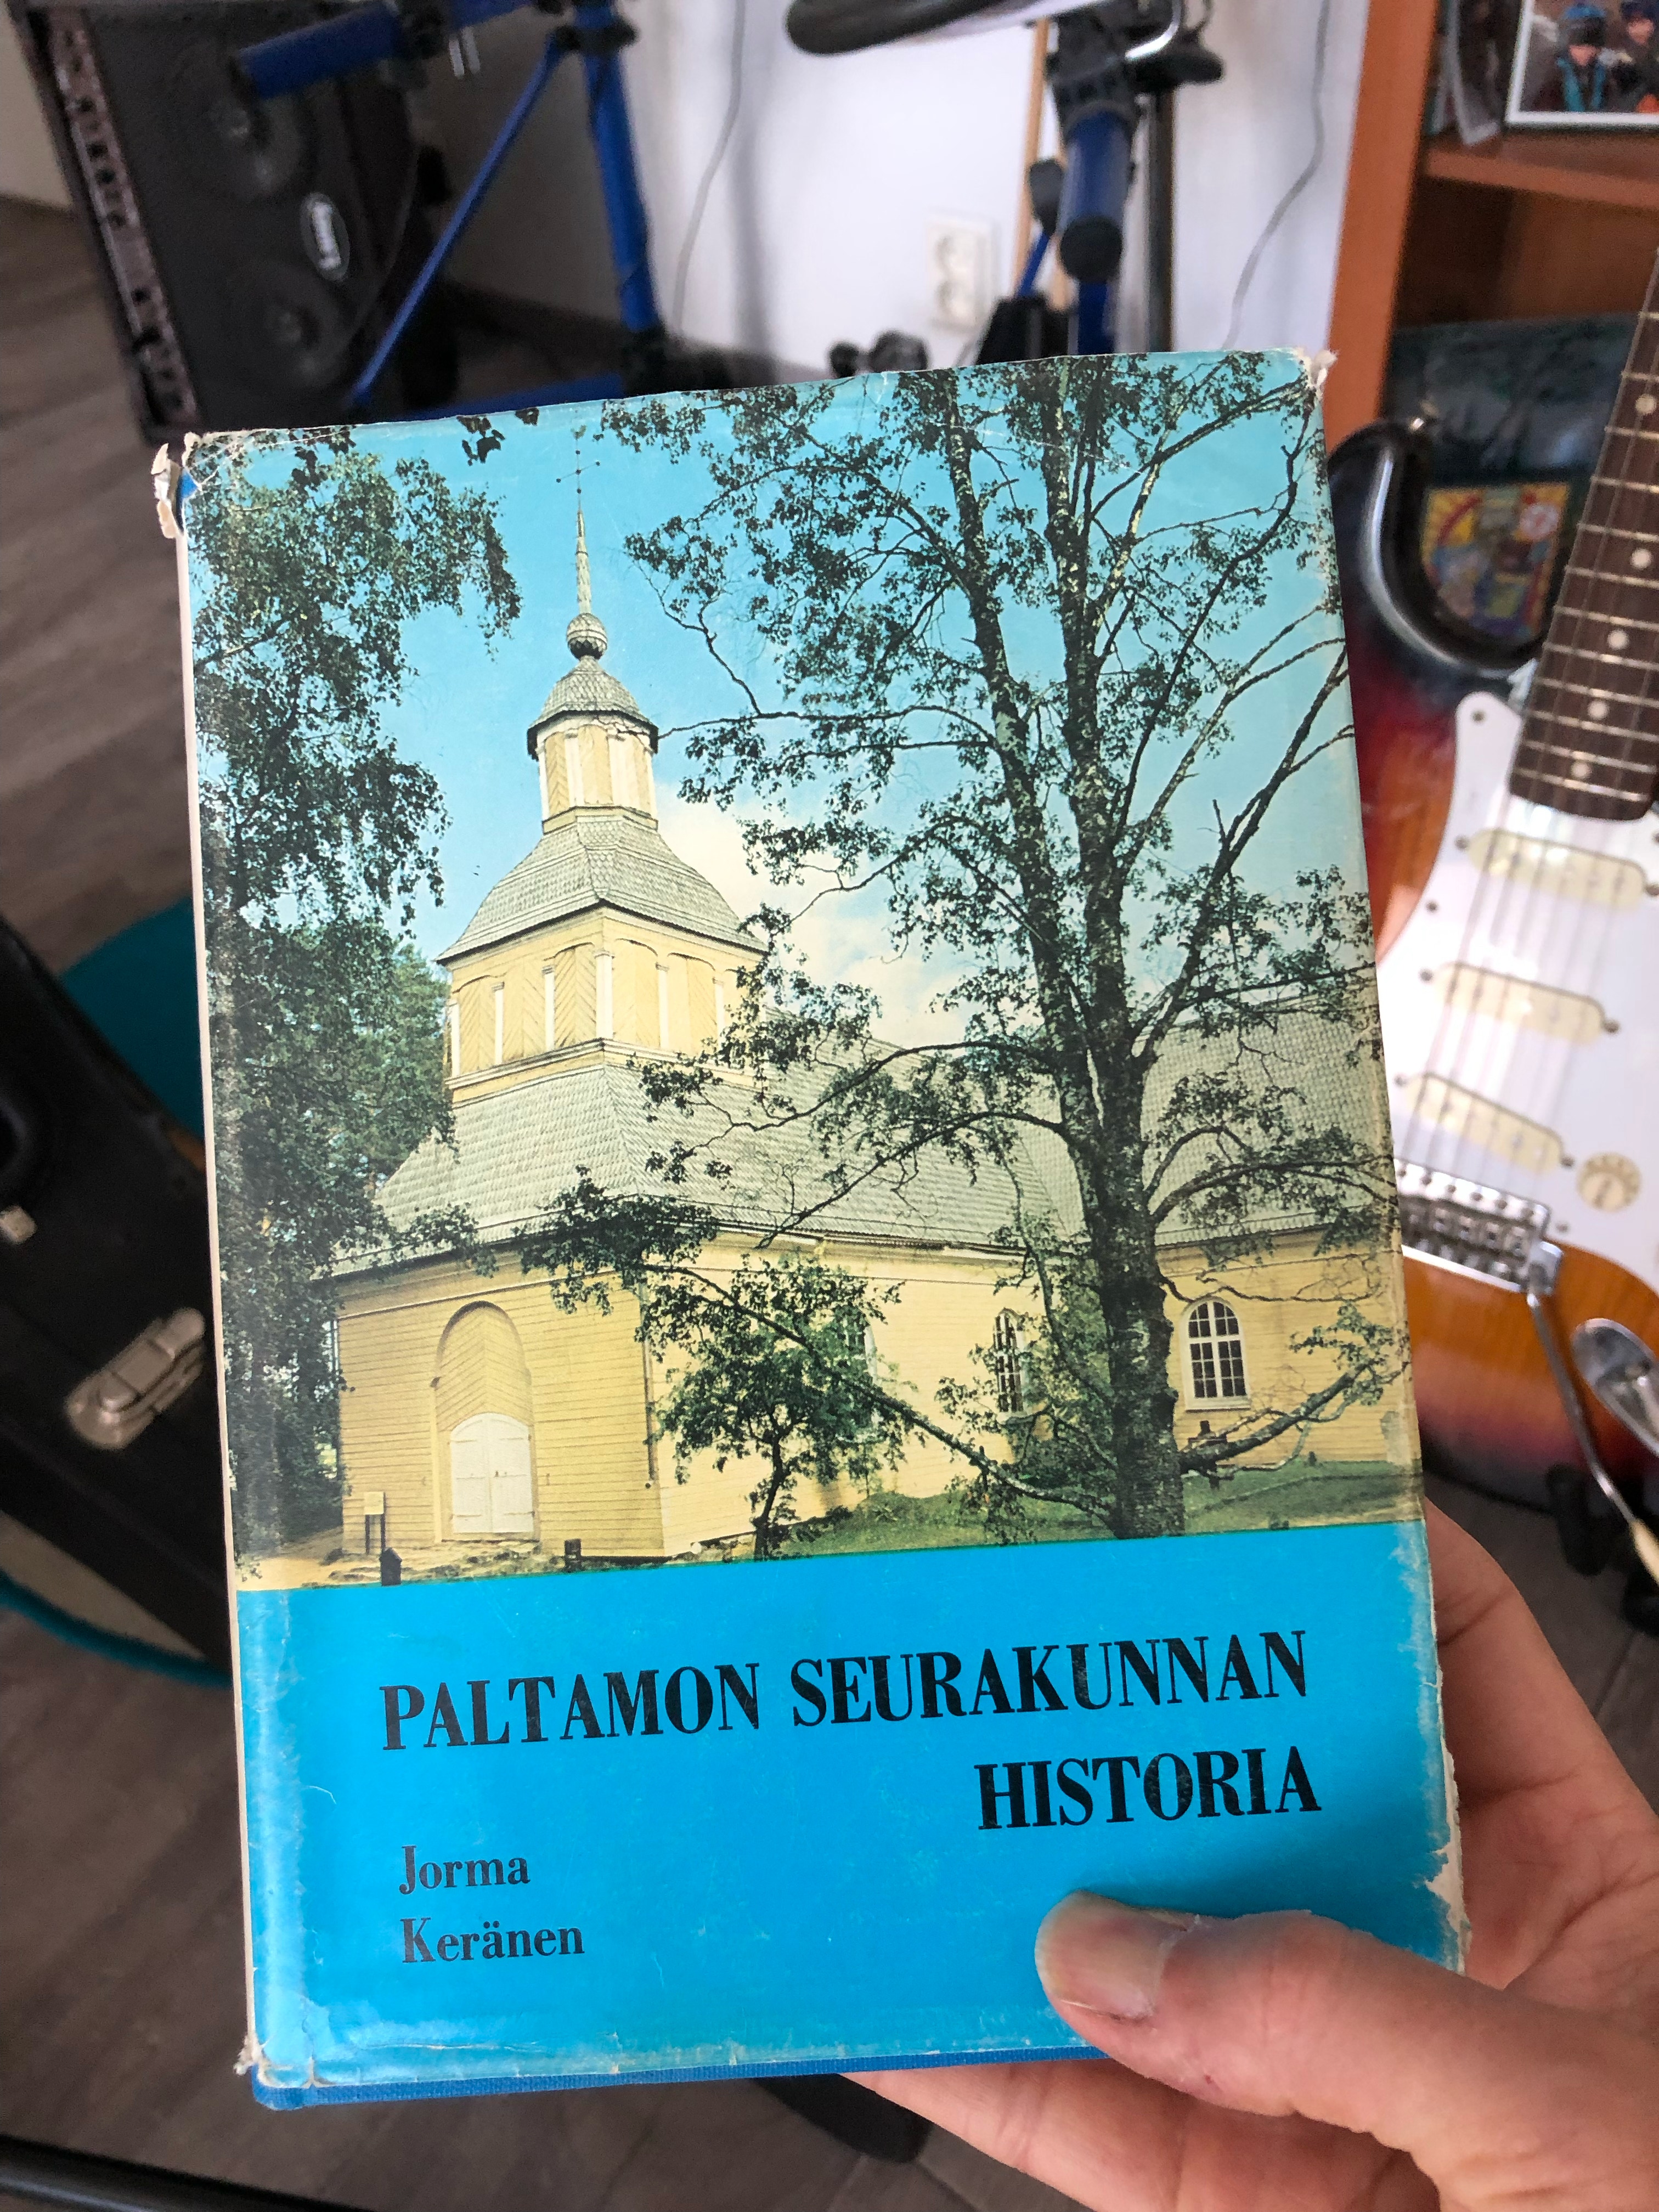 PALTAMON SEURAKUNNAN
HISTORIA
Jorma
Keränen